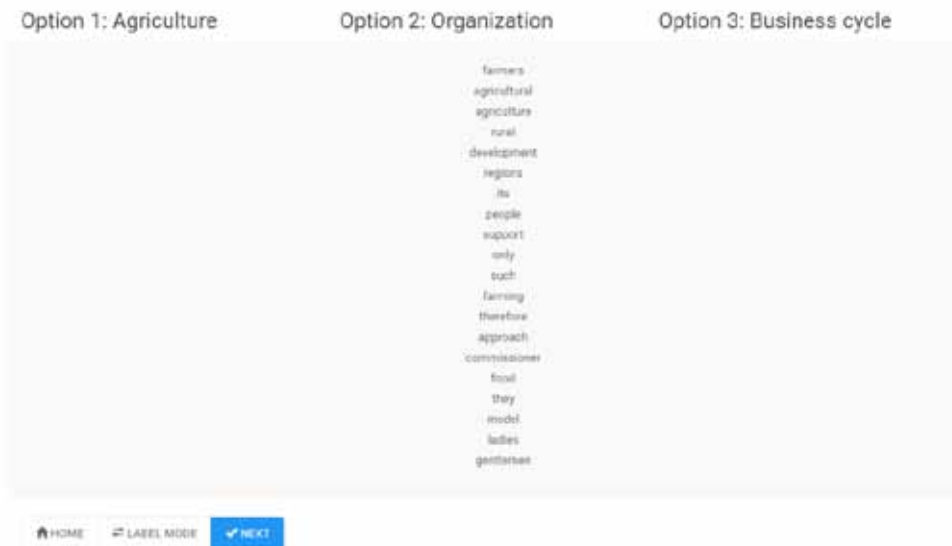 Option 1: Agriculture Option 2: Organization Option 3: Business cycle
farmers
agricultural
agriculture
rural
development
regions
its
people
support
only
such
farming
therefore
approach
commissioner
food
they
model
ladies
gentleman
HOME LABEL MODE NEXT